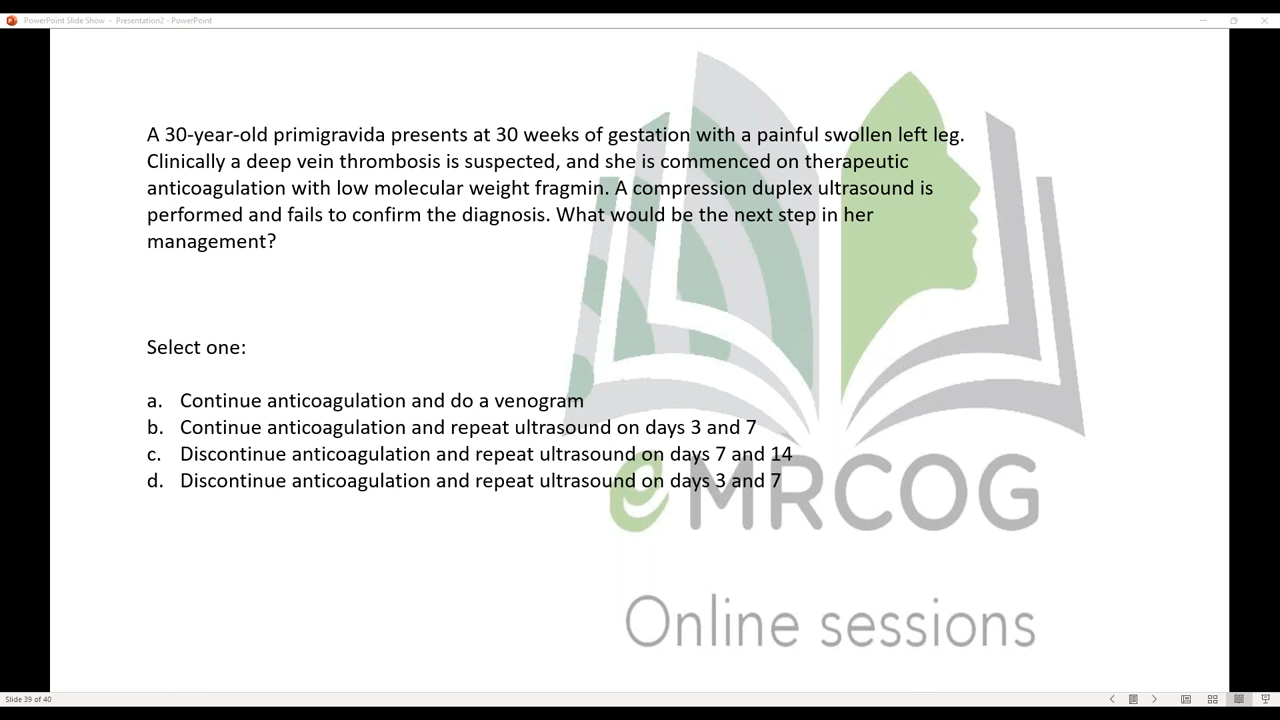 PowerPoint Slide Show - Presentation2 - PowerPoint
A 30-year-old primigravida presents at 30 weeks of gestation with a painful swollen left leg.
Clinically a deep vein thrombosis is suspected, and she is commenced on therapeutic
anticoagulation with low molecular weight fragmin. A compression duplex ultrasound is
performed and fails to confirm the diagnosis. What would be the next step in her
management?
Select one:
a. Continue anticoagulation and do a venogram
b. Continue anticoagulation and repeat ultrasound on days 3 and 7
c. Discontinue anticoagulation and repeat ultrasound on days 7 and 14
d. Discontinue anticoagulation and repeat ultrasound on days 3 and 7
eMRCOG
Online sessions
Slide 39 of 40